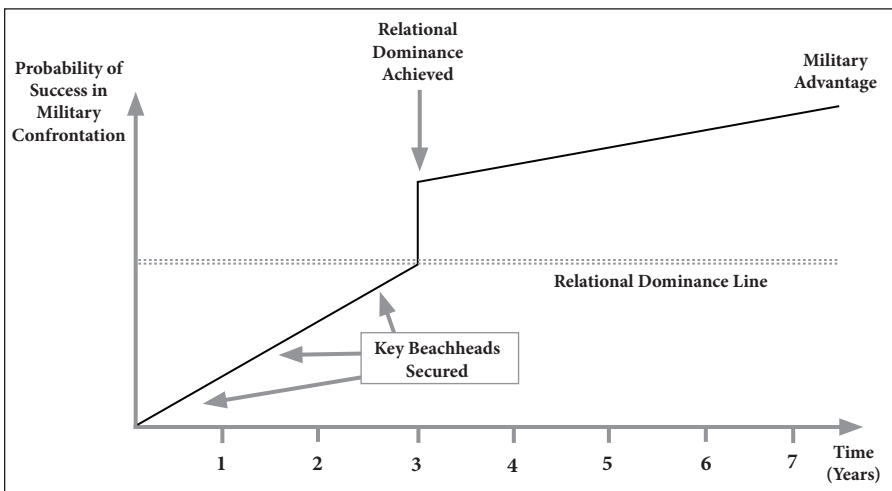 Relational
Dominance
Achieved
Probability of
Success in
Military
Confrontation
Military
Advantage
Relational Dominance Line
Key Beachheads
Secured
1 2 3 4 5 6 7
Time
(Years)